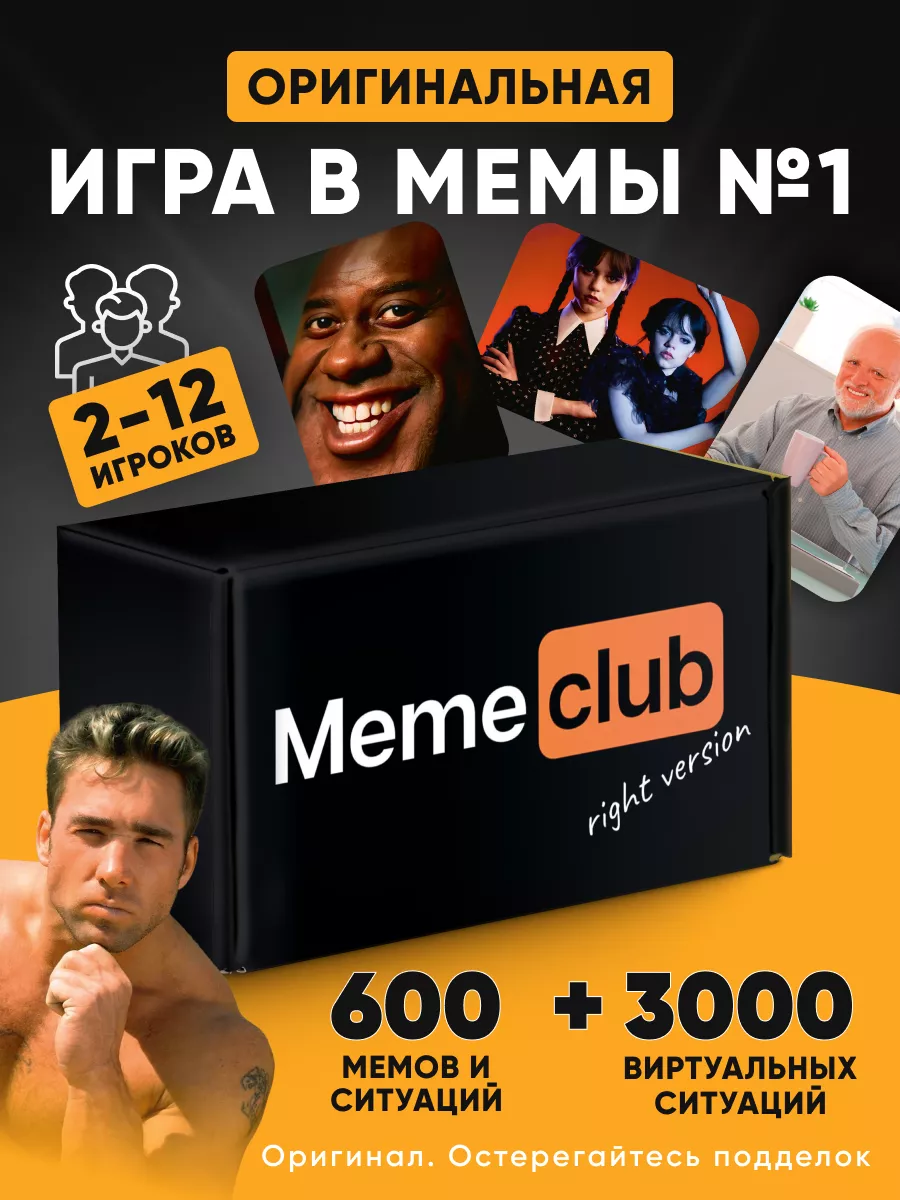 ОРИГИНАЛЬНАЯ
ИГРА В МЕМЫ №1
2-12
ИГРОКОВ
Meme club
right version
600
МЕМОВ И
СИТУАЦИЙ
+ 3000
ВИРТУАЛЬНЫХ
СИТУАЦИЙ
Оригинал. Остерегайтесь подделок